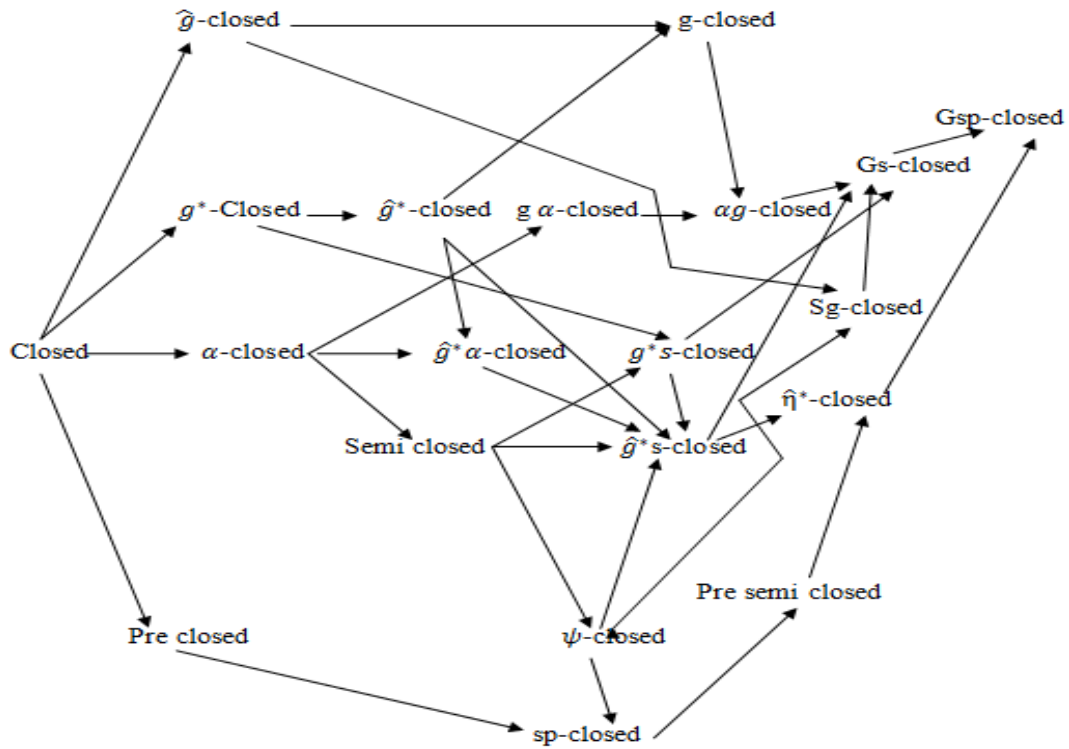 ĝ-closed
g-closed
Gsp-closed
Gs-closed
g*-Closed
ĝ*-closed
g α-closed
αg-closed
Sg-closed
Closed
α-closed
ĝ*α-closed
g*s-closed
η̂*-closed
Semi closed
ĝ*s-closed
Pre semi closed
Pre closed
ψ-closed
sp-closed